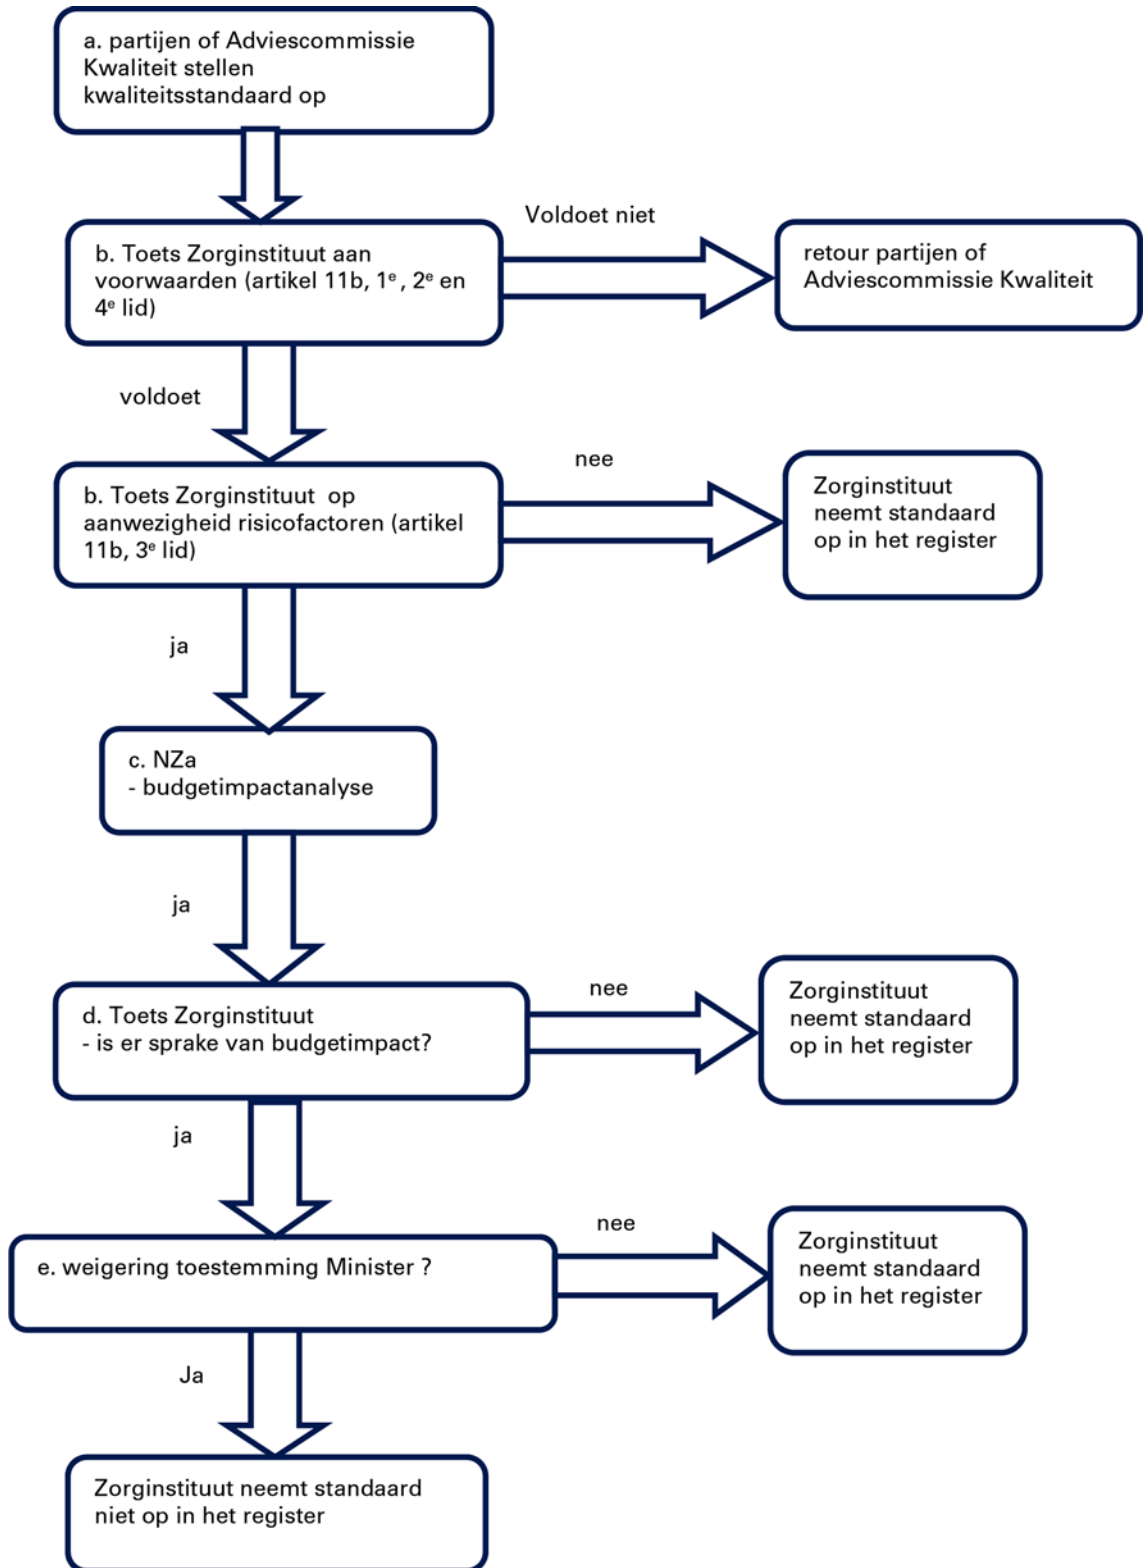 a. partijen of Adviescommissie
Kwaliteit stellen
kwaliteitsstandaard op
Voldoet niet
b. Toets Zorginstituut aan
voorwaarden (artikel 11b, 1ᵉ , 2ᵉ en
4ᵉ lid)
retour partijen of
Adviescommissie Kwaliteit
voldoet
nee
b. Toets Zorginstituut op
aanwezigheid risicofactoren (artikel
11b, 3ᵉ lid)
Zorginstituut
neemt standaard
op in het register
ja
c. NZa
- budgetimpactanalyse
ja
nee
d. Toets Zorginstituut
- is er sprake van budgetimpact?
Zorginstituut
neemt standaard
op in het register
ja
nee
e. weigering toestemming Minister ?
Zorginstituut
neemt standaard
op in het register
Ja
Zorginstituut neemt standaard
niet op in het register